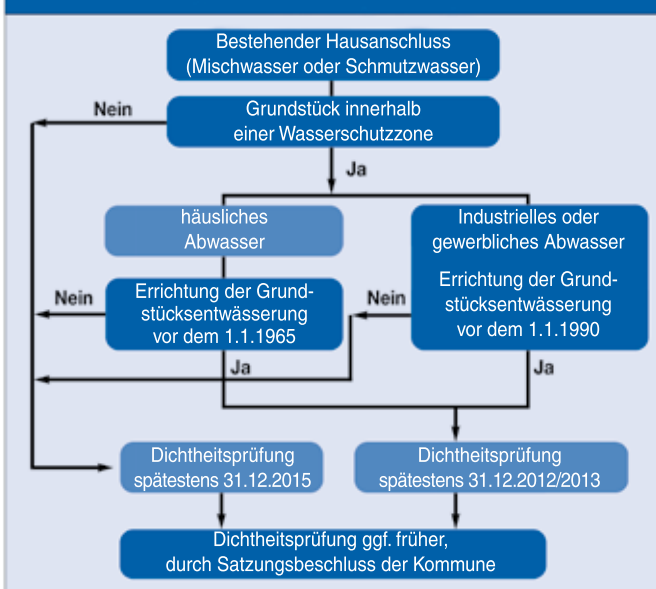 Bestehender Hausanschluss
(Mischwasser oder Schmutzwasser)
Nein
Grundstück innerhalb
einer Wasserschutzzone
Ja
häusliches
Abwasser
Industrielles oder
gewerbliches Abwasser
Nein
Errichtung der Grund-
stücksentwässerung
vor dem 1.1.1965
Nein
Errichtung der Grund-
stücksentwässerung
vor dem 1.1.1990
Ja
Ja
Dichtheitsprüfung
spätestens 31.12.2015
Dichtheitsprüfung
spätestens 31.12.2012/2013
Dichtheitsprüfung ggf. früher,
durch Satzungsbeschluss der Kommune